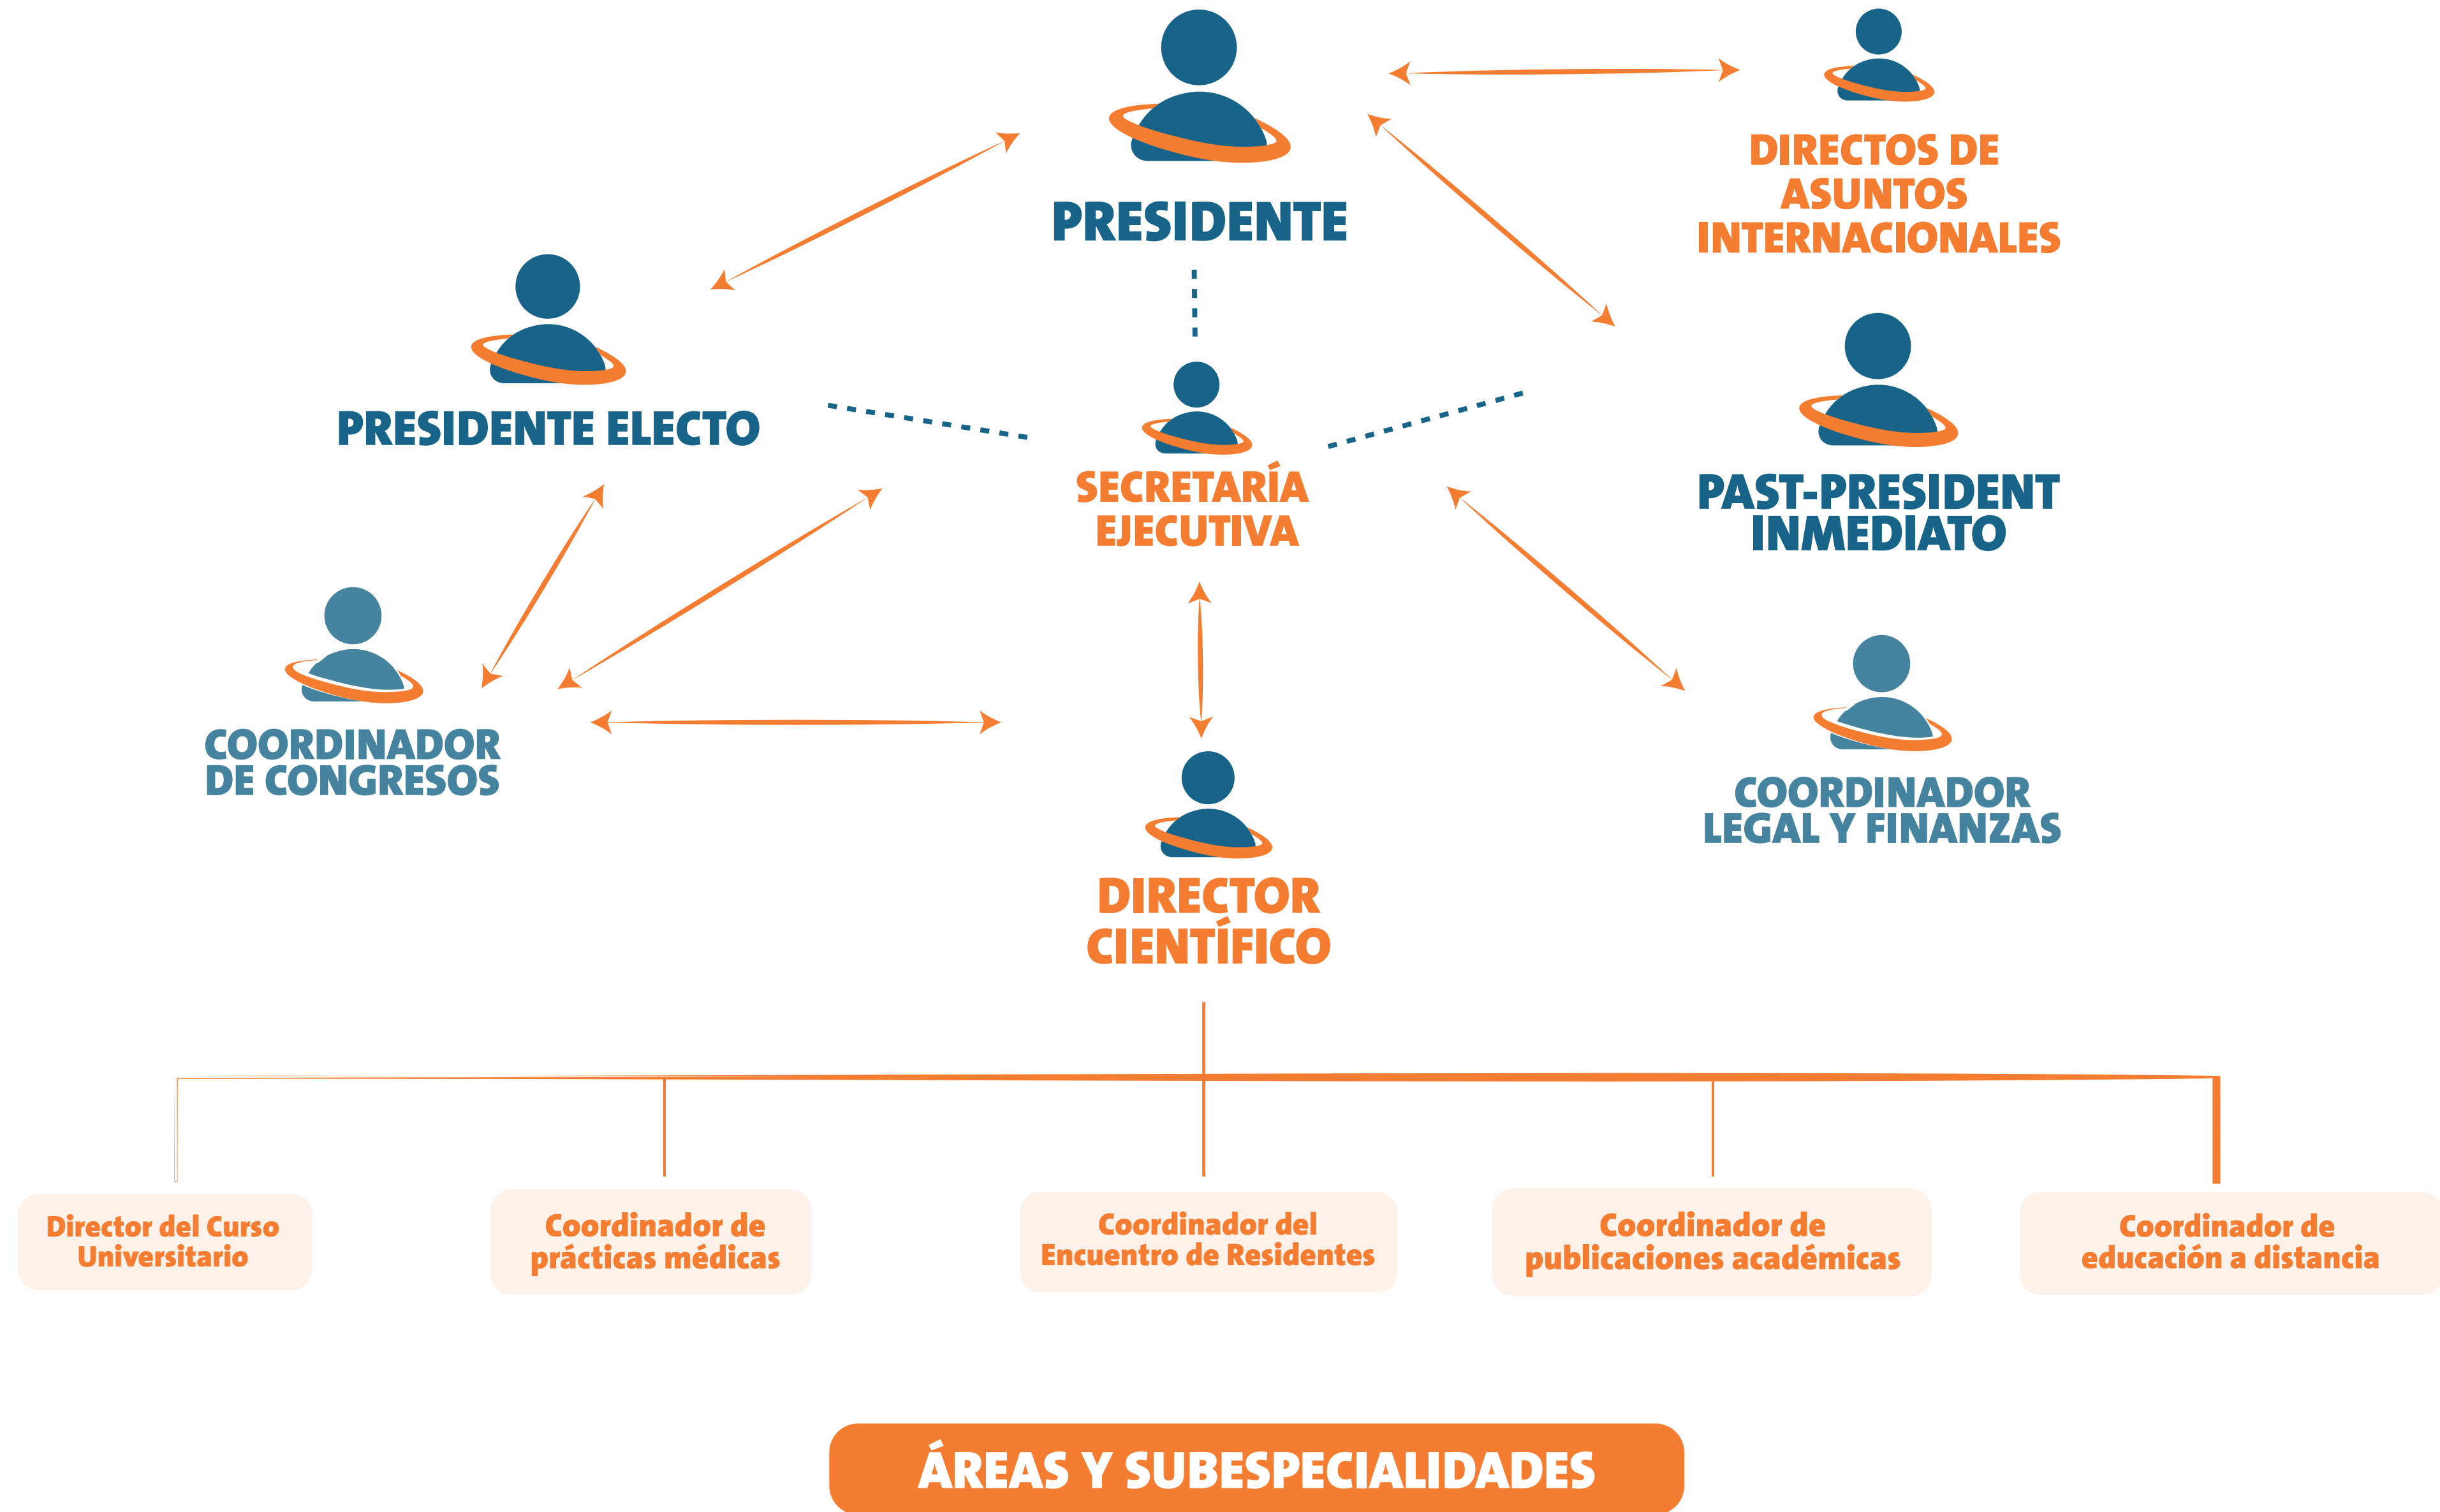 PRESIDENTE
DIRECTOS DE
ASUNTOS
INTERNACIONALES
PRESIDENTE ELECTO
SECRETARÍA
EJECUTIVA
PAST-PRESIDENT
INMEDIATO
COORDINADOR
DE CONGRESOS
COORDINADOR
LEGAL Y FINANZAS
DIRECTOR
CIENTÍFICO
Director del Curso
Universitario
Coordinador de
prácticas médicas
Coordinador del
Encuentro de Residentes
Coordinador de
publicaciones académicas
Coordinador de
educación a distancia
ÁREAS Y SUBESPECIALIDADES